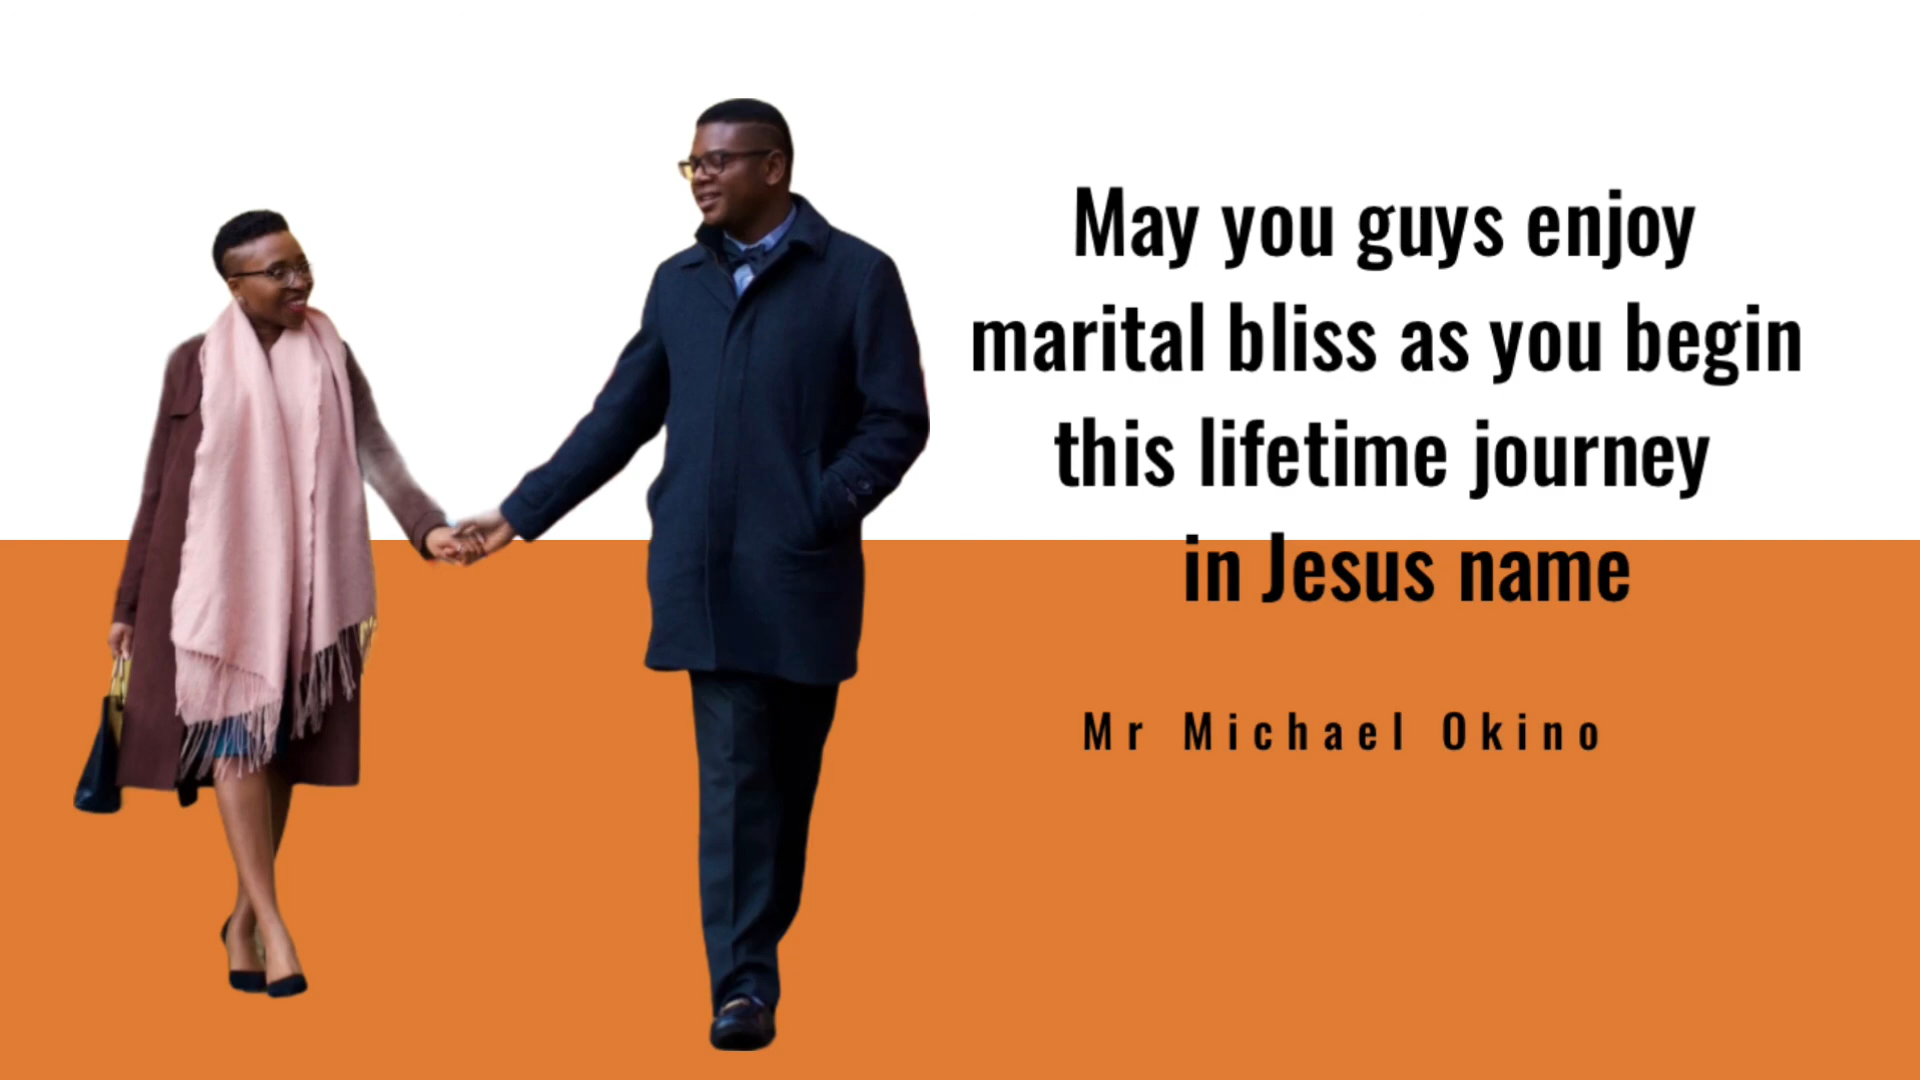 May you guys enjoy
marital bliss as you begin
this lifetime journey
in Jesus name
Mr Michael Okino